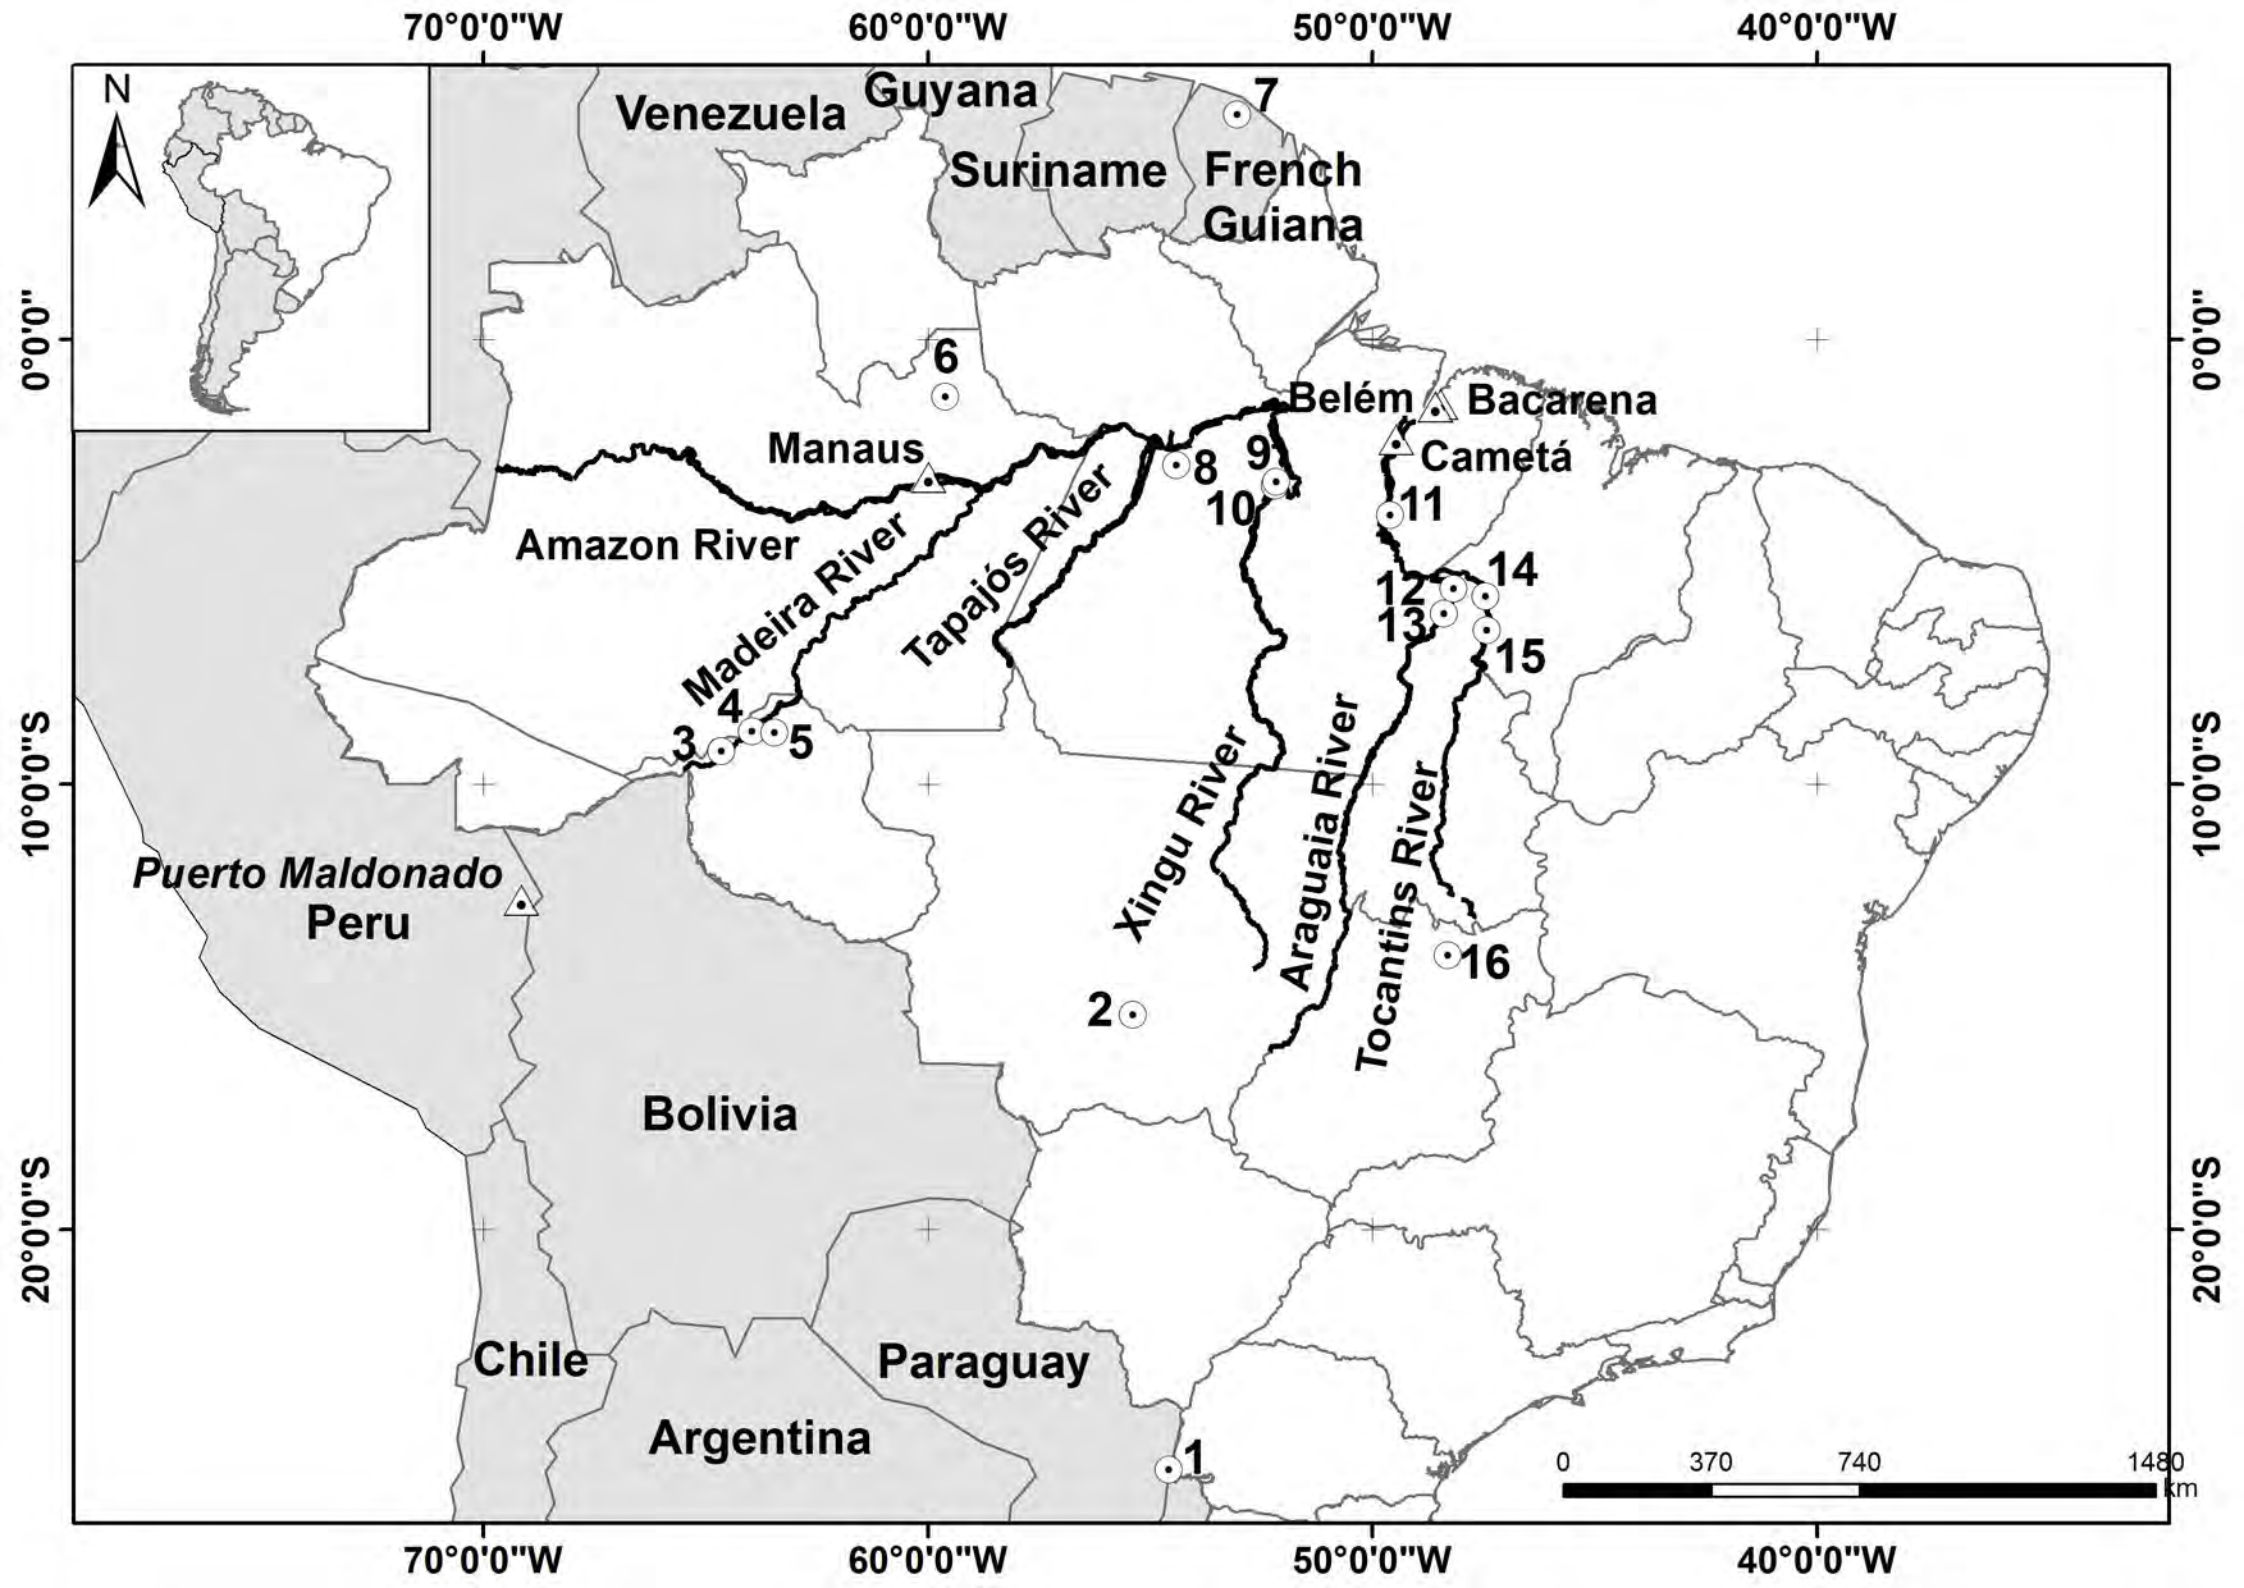 70°0'0"W 60°0'0"W 50°0'0"W 40°0'0"W
N
Guyana
7
Venezuela
Suriname
French
Guiana
0°0'0"
0°0'0"
6
Belém
Bacarena
Manaus
Cametá
8
9
10
11
Amazon River
Madeira River
Tapajós River
12
14
13
15
4
3
5
10°0'0"S
10°0'0"S
Xingu River
Araguaia River
Tocantins River
Puerto Maldonado
Peru
16
2
Bolivia
20°0'0"S
20°0'0"S
Chile
Paraguay
Argentina
1
0 370 740 1480
km
70°0'0"W 60°0'0"W 50°0'0"W 40°0'0"W